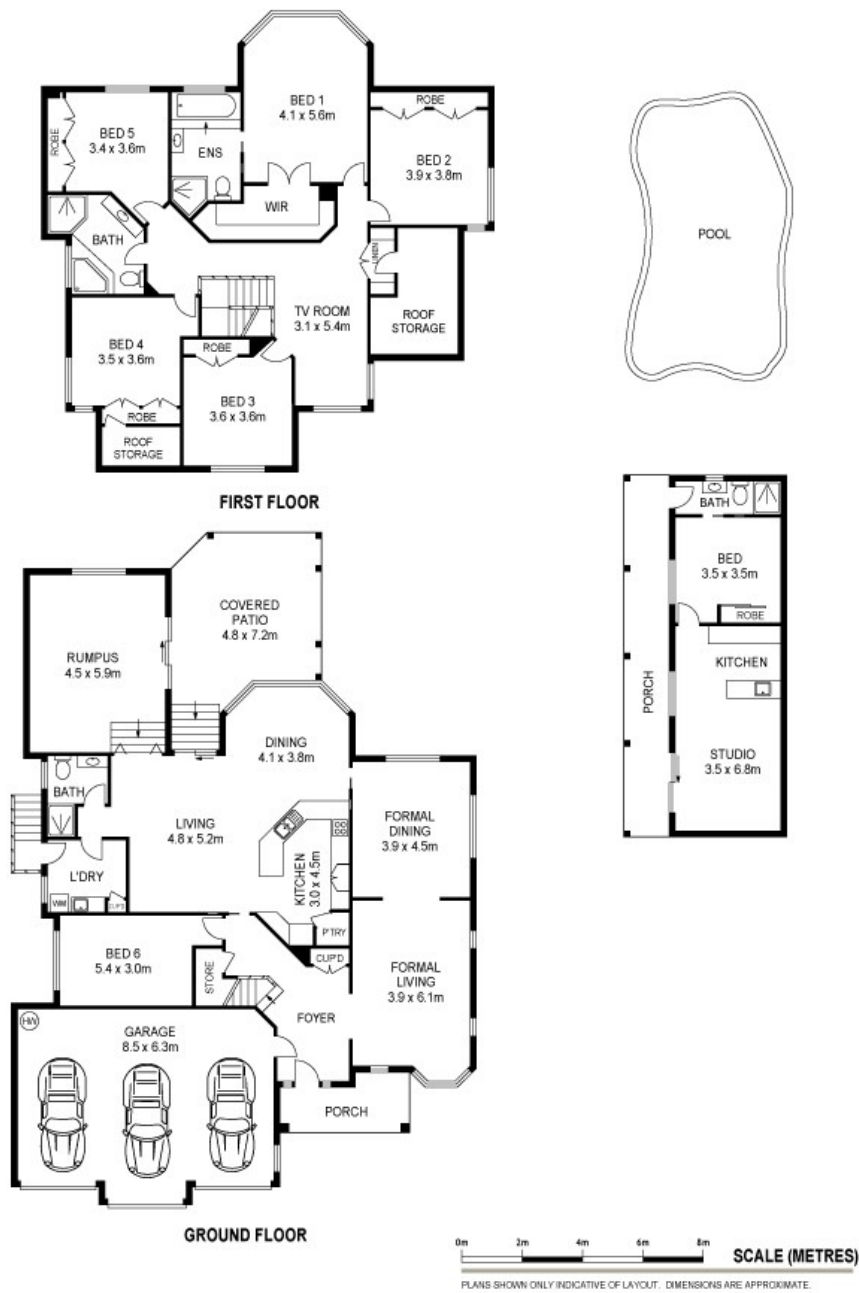 BED 1
4.1 x 5.6m
ROBE
BED 5
3.4 x 3.6m
ROBE
ENS
BED 2
3.9 x 3.8m
WIR
BATH
LINEN
TV ROOM
3.1 x 5.4m
ROOF
STORAGE
BED 4
3.5 x 3.6m
ROBE
BED 3
3.6 x 3.6m
ROBE
ROOF
STORAGE
FIRST FLOOR
POOL
BATH
BED
3.5 x 3.5m
ROBE
KITCHEN
PORCH
STUDIO
3.5 x 6.8m
COVERED
PATIO
4.8 x 7.2m
RUMPUS
4.5 x 5.9m
DINING
4.1 x 3.8m
BATH
LIVING
4.8 x 5.2m
KITCHEN
3.0 x 4.5m
FORMAL
DINING
3.9 x 4.5m
L'DRY
WM
CUP'D
P'TRY
BED 6
5.4 x 3.0m
STORE
CUP'D
FORMAL
LIVING
3.9 x 6.1m
FOYER
HW
GARAGE
8.5 x 6.3m
PORCH
GROUND FLOOR
0m 2m 4m 6m 8m
SCALE (METRES)
PLANS SHOWN ONLY INDICATIVE OF LAYOUT. DIMENSIONS ARE APPROXIMATE.